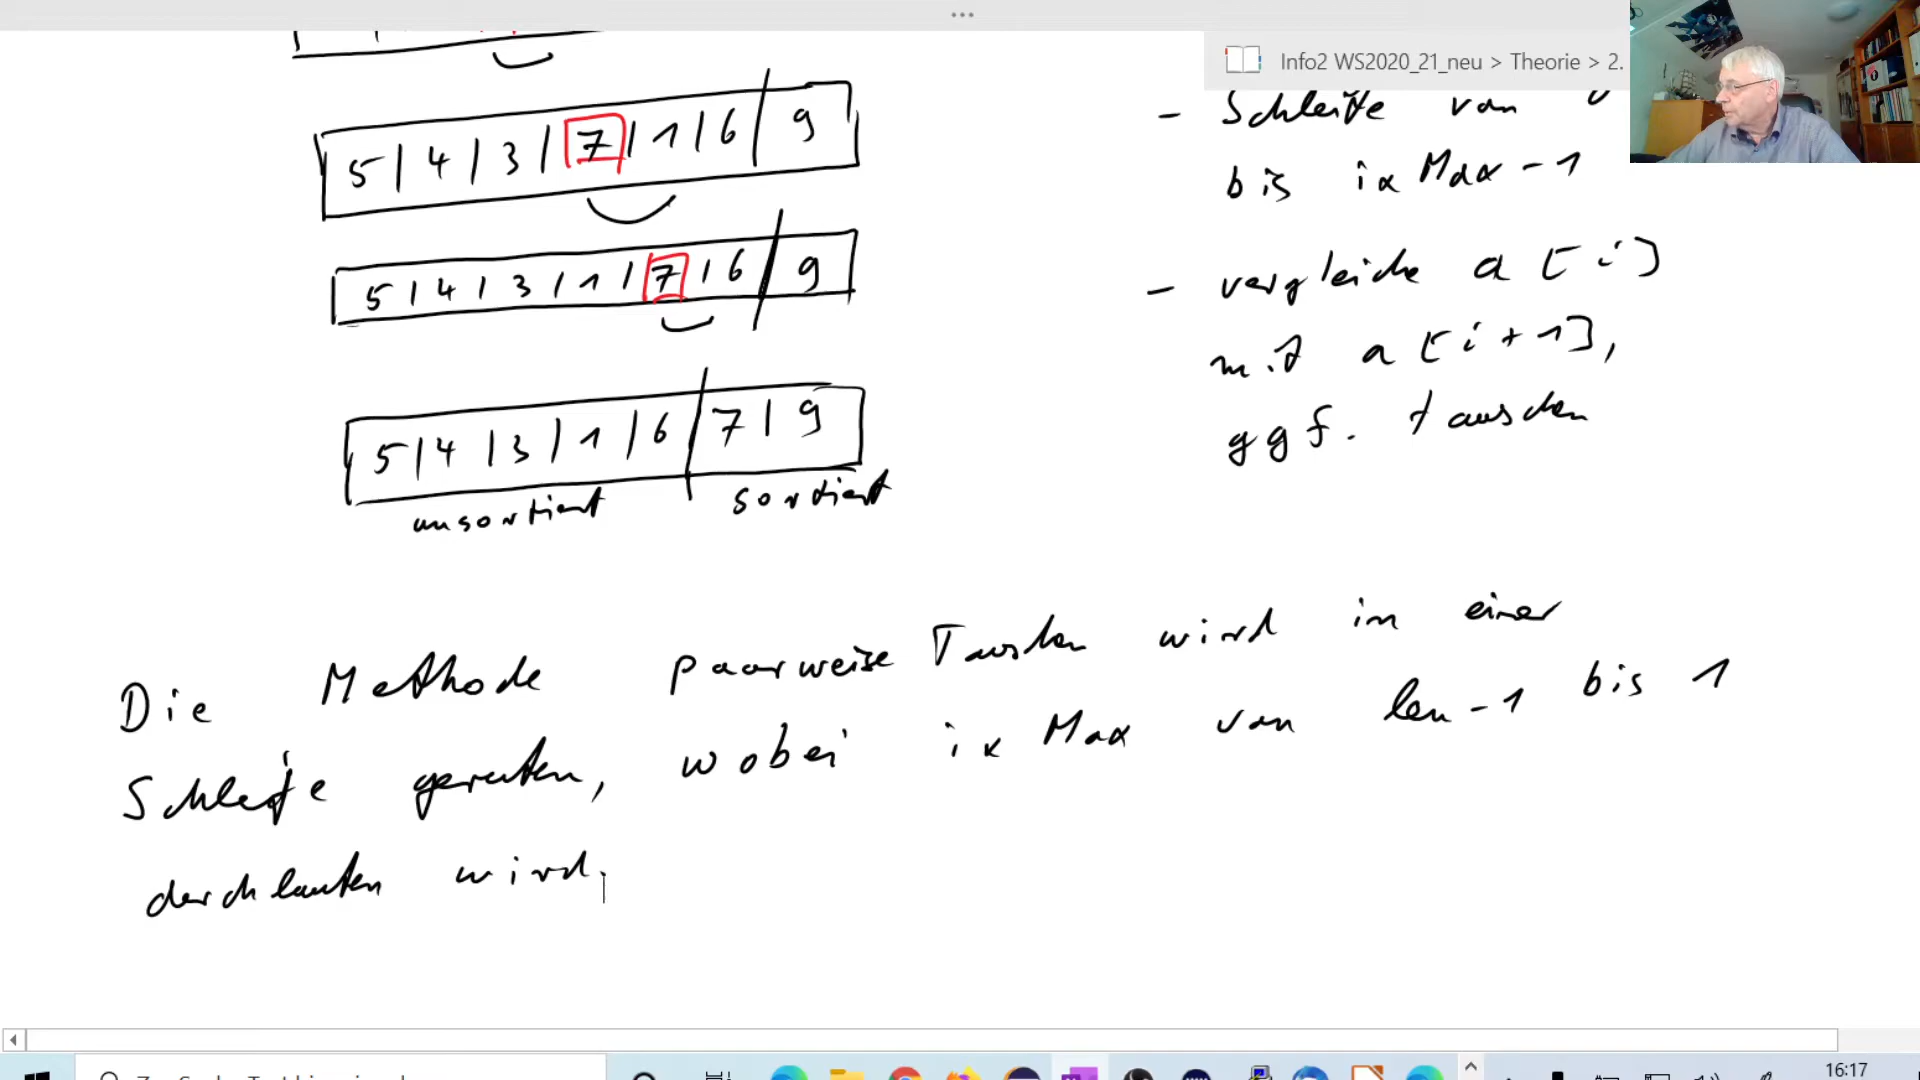 Info2 WS2020_21_neu > Theorie > 2.
5 | 4 | 3 | 7 | 1 | 6 | 9
5 | 4 | 3 | 1 | 7 | 6 | 9
5 | 4 | 3 | 1 | 6 | 7 | 9
unsortiert sortiert
- Schleife von
bis ixMax - 1
- vergleiche a[i]
mit a[i+1],
ggf. tauschen
Die Methode paarweise Tauschen wird in einer
Schleife gerufen, wobei ixMax von len-1 bis 1
durchlaufen wird.
16:17